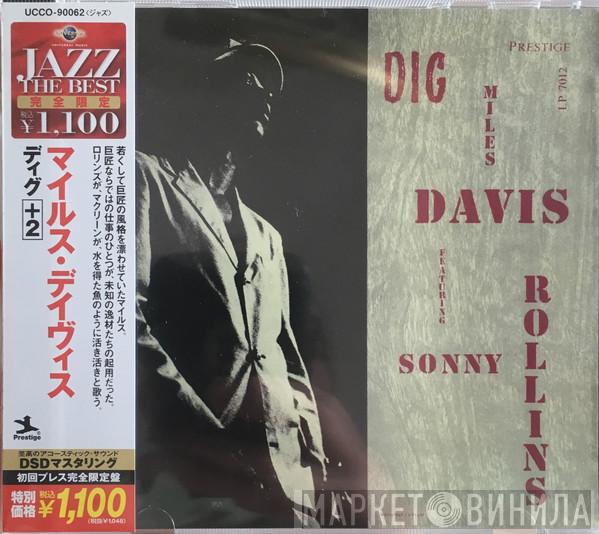 UCCO-90062〈ジャズ〉
UNIVERSAL MUSIC
JAZZ
THE BEST
完全限定
税込
¥1,100
マイルス・デイヴィス
ディグ +2
若くして巨匠の風格を漂わせていたマイルス。
巨匠ならではの仕事のひとつが、未知の逸材たちの起用だった。
ロリンズが、マクリーンが、水を得た魚のように活き活きと歌う。
Prestige
至高のアコースティック・サウンド
DSDマスタリング
初回プレス完全限定盤
特別価格
税込
¥1,100
(税抜¥1,048)
DIG
PRESTIGE
LP 7012
MILES
DAVIS
FEATURING
SONNY
ROLLINS
МАРКЕТ ВИНИЛА